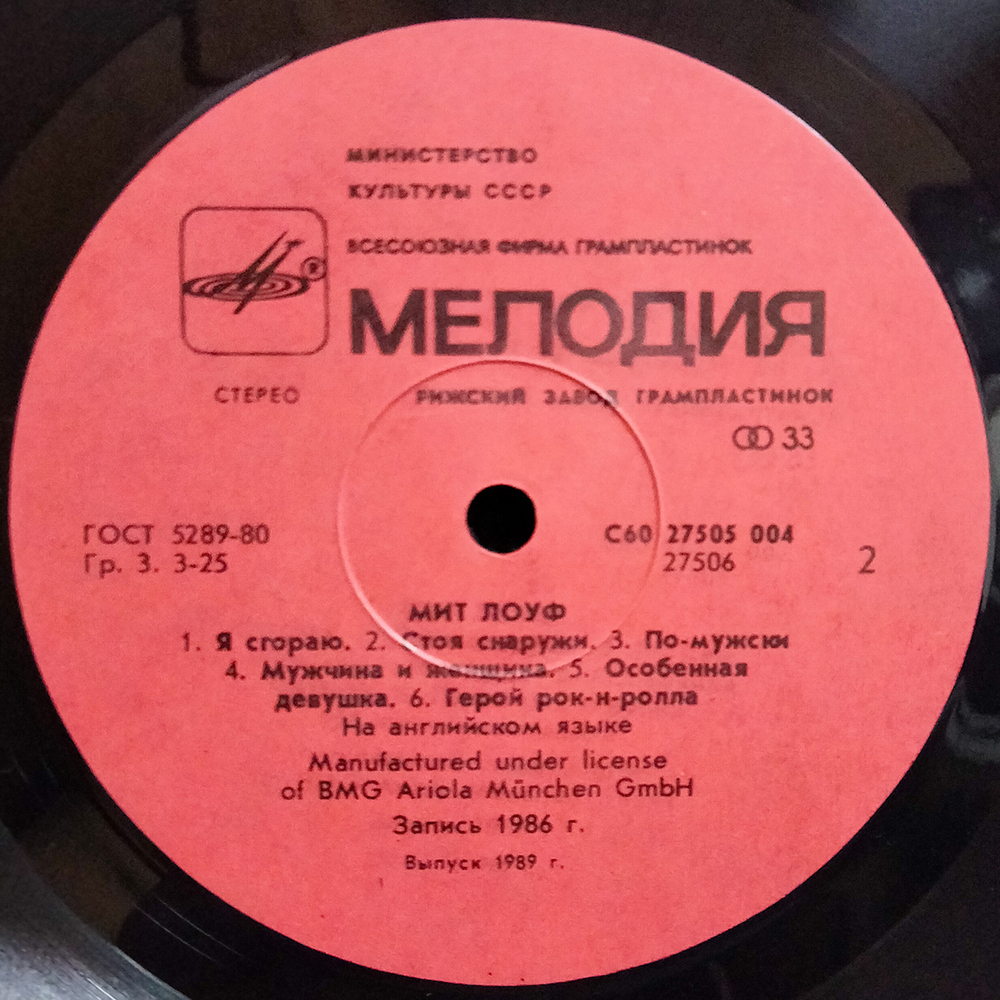 МИНИСТЕРСТВО
КУЛЬТУРЫ СССР
ВСЕСОЮЗНАЯ ФИРМА ГРАМПЛАСТИНОК
®
МЕЛОДИЯ
СТЕРЕО
РИЖСКИЙ ЗАВОД ГРАМПЛАСТИНОК
33
ГОСТ 5289-80
С60 27505 004
Гр. 3. 3-25
27506
2
МИТ ЛОУФ
1. Я сгораю. 2. Стоя снаружи. 3. По-мужски
4. Мужчина и женщина. 5. Особенная
девушка. 6. Герой рок-н-ролла
На английском языке
Manufactured under license
of BMG Ariola München GmbH
Запись 1986 г.
Выпуск 1989 г.